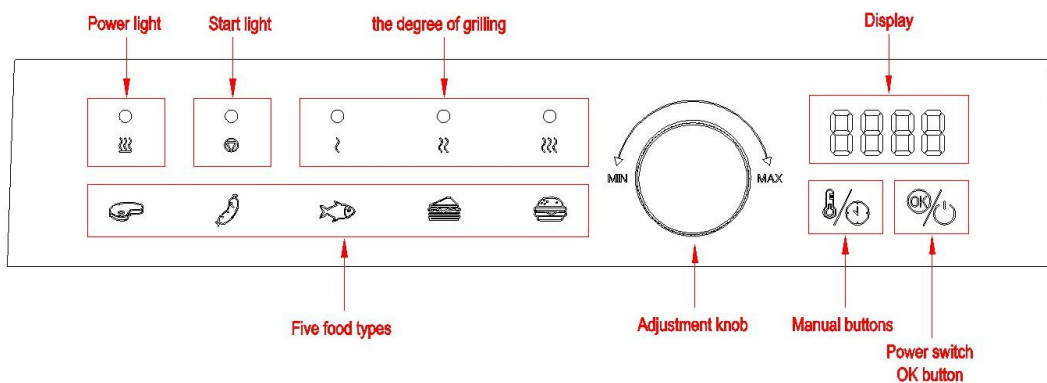 Power light
Start light
the degree of grilling
Display
8888
MIN
MAX
OK
Five food types
Adjustment knob
Manual buttons
Power switch
OK button